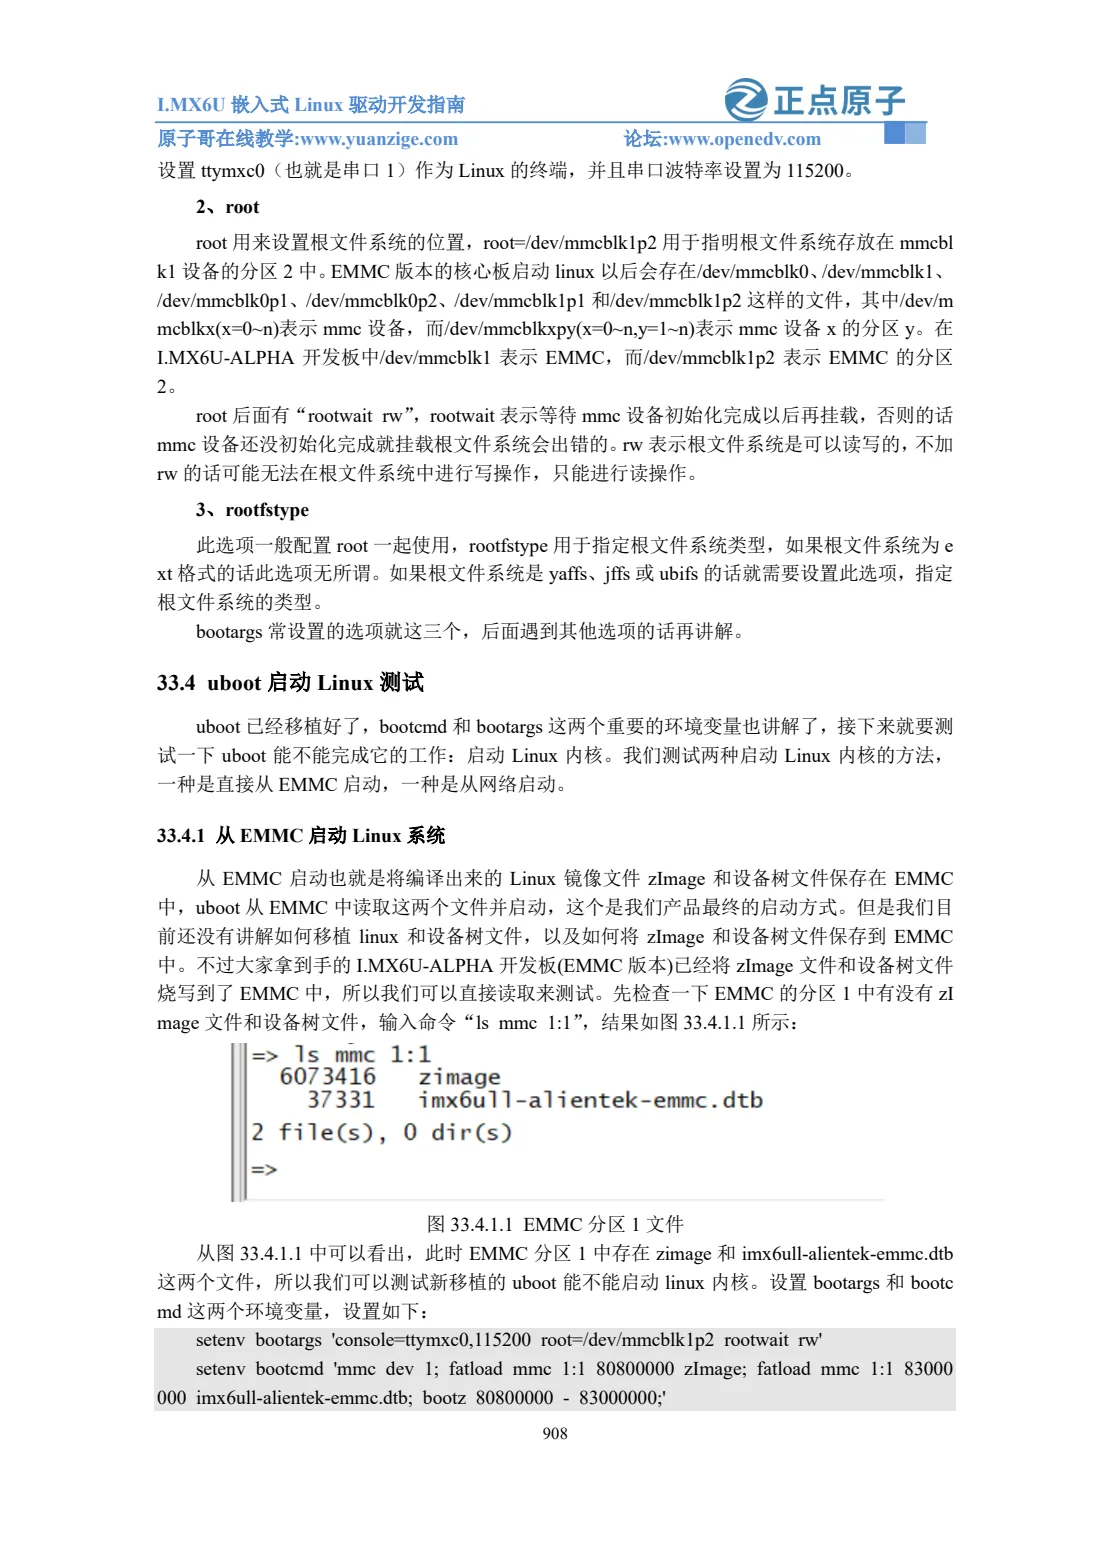 I.MX6U 嵌入式 Linux 驱动开发指南
正点原子
原子哥在线教学:www.yuanzige.com 论坛:www.openedv.com
设置 ttymxc0（也就是串口 1）作为 Linux 的终端，并且串口波特率设置为 115200。
2、root
root 用来设置根文件系统的位置，root=/dev/mmcblk1p2 用于指明根文件系统存放在 mmcbl
k1 设备的分区 2 中。EMMC 版本的核心板启动 linux 以后会存在/dev/mmcblk0、/dev/mmcblk1、
/dev/mmcblk0p1、/dev/mmcblk0p2、/dev/mmcblk1p1 和/dev/mmcblk1p2 这样的文件，其中/dev/m
mcblkx(x=0~n)表示 mmc 设备，而/dev/mmcblkxpy(x=0~n,y=1~n)表示 mmc 设备 x 的分区 y。在
I.MX6U-ALPHA 开发板中/dev/mmcblk1 表示 EMMC，而/dev/mmcblk1p2 表示 EMMC 的分区
2。
root 后面有“rootwait rw”，rootwait 表示等待 mmc 设备初始化完成以后再挂载，否则的话
mmc 设备还没初始化完成就挂载根文件系统会出错的。rw 表示根文件系统是可以读写的，不加
rw 的话可能无法在根文件系统中进行写操作，只能进行读操作。
3、rootfstype
此选项一般配置 root 一起使用，rootfstype 用于指定根文件系统类型，如果根文件系统为 e
xt 格式的话此选项无所谓。如果根文件系统是 yaffs、jffs 或 ubifs 的话就需要设置此选项，指定
根文件系统的类型。
bootargs 常设置的选项就这三个，后面遇到其他选项的话再讲解。
33.4 uboot 启动 Linux 测试
uboot 已经移植好了，bootcmd 和 bootargs 这两个重要的环境变量也讲解了，接下来就要测
试一下 uboot 能不能完成它的工作：启动 Linux 内核。我们测试两种启动 Linux 内核的方法，
一种是直接从 EMMC 启动，一种是从网络启动。
33.4.1 从 EMMC 启动 Linux 系统
从 EMMC 启动也就是将编译出来的 Linux 镜像文件 zImage 和设备树文件保存在 EMMC
中，uboot 从 EMMC 中读取这两个文件并启动，这个是我们产品最终的启动方式。但是我们目
前还没有讲解如何移植 linux 和设备树文件，以及如何将 zImage 和设备树文件保存到 EMMC
中。不过大家拿到手的 I.MX6U-ALPHA 开发板(EMMC 版本)已经将 zImage 文件和设备树文件
烧写到了 EMMC 中，所以我们可以直接读取来测试。先检查一下 EMMC 的分区 1 中有没有 zI
mage 文件和设备树文件，输入命令“ls mmc 1:1”，结果如图 33.4.1.1 所示：
=> ls mmc 1:1
6073416 zimage
37331 imx6ull-alientek-emmc.dtb
2 file(s), 0 dir(s)
=>
图 33.4.1.1 EMMC 分区 1 文件
从图 33.4.1.1 中可以看出，此时 EMMC 分区 1 中存在 zimage 和 imx6ull-alientek-emmc.dtb
这两个文件，所以我们可以测试新移植的 uboot 能不能启动 linux 内核。设置 bootargs 和 bootc
md 这两个环境变量，设置如下：
setenv bootargs 'console=ttymxc0,115200 root=/dev/mmcblk1p2 rootwait rw'
setenv bootcmd 'mmc dev 1; fatload mmc 1:1 80800000 zImage; fatload mmc 1:1 83000
000 imx6ull-alientek-emmc.dtb; bootz 80800000 - 83000000;'
908